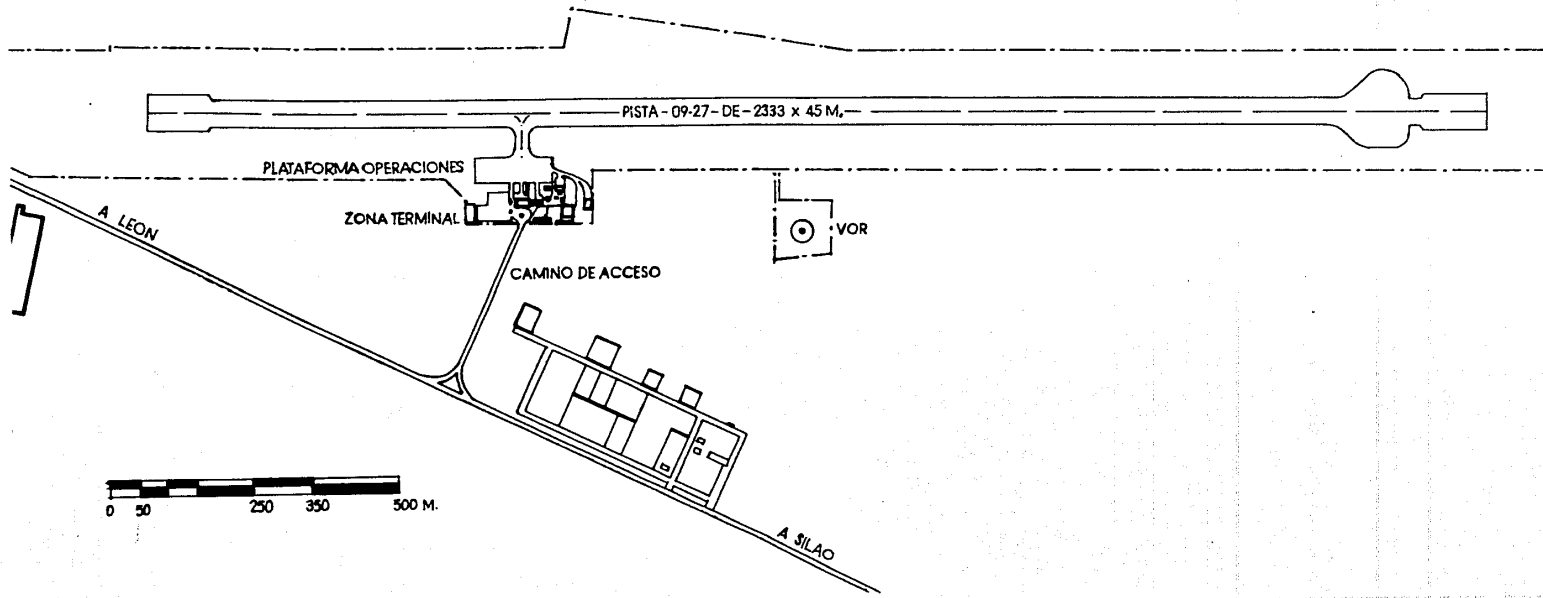 PISTA - 09-27 - DE - 2333 x 45 M.
PLATAFORMA OPERACIONES
ZONA TERMINAL
A LEON
VOR
CAMINO DE ACCESO
0 50 250 350 500 M.
A SILAO